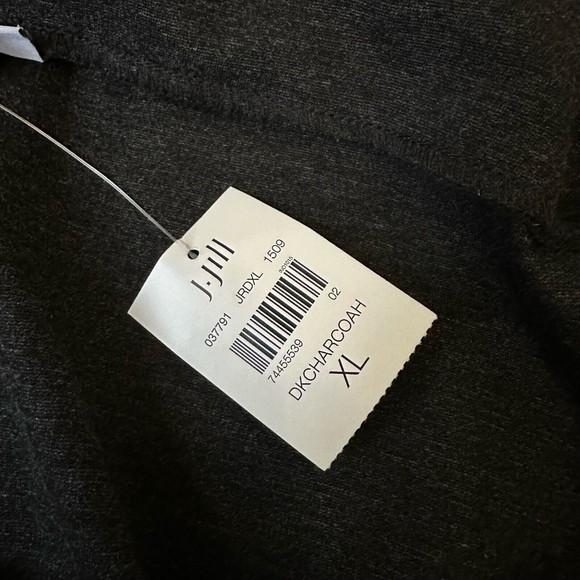 J.Jill
037791 JRDXL 1509
74455539 02
DKCHARCOAH
XL